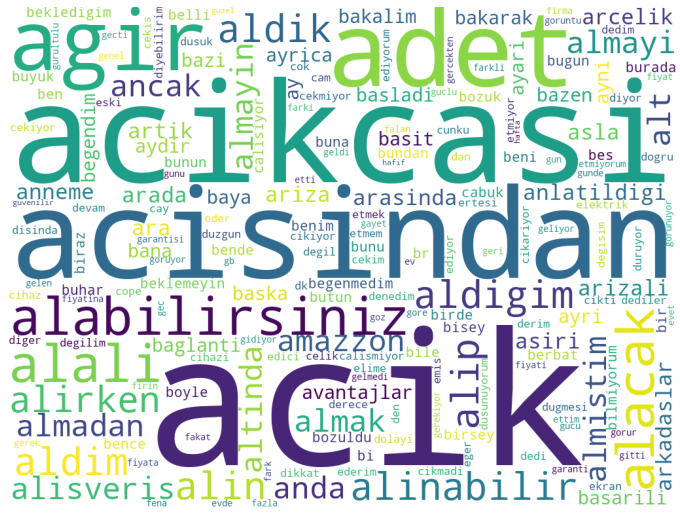 bekledigim
guzel
belli
dusuk
aldik
bakalim
goruntu
bakarak
firma
dedim
arcelik
gurultulu
gecti
cekis
diyebilirim
genel
bazi
ediyorum
gercekten
farkli
bugun
almayi
fiyat
agir
adet
buyuk
ancak
ayrica
cok
cam
ay
ayari
ayni
burada
ben
eski
almayin
cekmiyor
basladi
guclu
bozuk
bazen
etmiyor
hafta
diyor
alt
acikcasi
cekiyor
begendim
artik
calisiyor
buna
farki
falan
basit
cunku
asla
aydir
geldi
bundan
dan
beni
gun
etmiyorum
dogru
bunun
gunu
etti
hafif
bes
gunde
anneme
guvenilir
arada
baya
ariza
arasinda
cabuk
ertesi
anlatildigi
elektrik
devam
cay
eder
etmek
gayet
acisindan
disinda
biraz
ara
garantisi
duzgun
benim
etmem
bunu
br
ediyor
cikariyor
geliyor
degisim
duruyor
gorunuyor
bana
goruyor
bende
cikiyor
degil
cekim
geri
gelen
buhar
gb
cope
beklemeyin
baska
dk
begenmedim
butun
denedim
ev
aldigim
arizali
cihaz
fiyatina
gec
goz
gore
birde
cikti
dediler
bir
evet
alabilirsiniz
diger
degilim
baglanti
gidiyor
amazzon
bisey
derim
ayri
alali
cihazi
edici
celik
calismiyor
bile
alip
asiri
berbat
alacak
firin
boyle
elime
gelmedi
emis
dusunuyorum
fiyati
bilmiyorum
arkadaslar
acik
alirken
altinda
avantajlar
derece
den
gerekiyor
dugmesi
almistim
almadan
fakat
almak
birsey
ettim
gucu
bozuldu
dolayi
gerek
bence
fark
bi
eger
dedi
gorur
aldim
fiyata
dikkat
ederim
cikmadi
garanti
gitti
alisveris
alin
anda
alinabilir
ekran
basarili
fena
evde
fazla